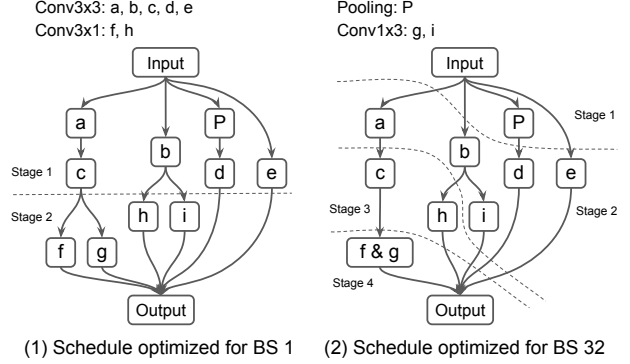 Conv3x3: a, b, c, d, e
Conv3x1: f, h
Pooling: P
Conv1x3: g, i
Input
a
P
b
Stage 1
c
d
e
Stage 2
h
i
f
g
Output
(1) Schedule optimized for BS 1
Input
a
P
Stage 1
b
c
d
e
Stage 3
h
i
Stage 2
f & g
Stage 4
Output
(2) Schedule optimized for BS 32